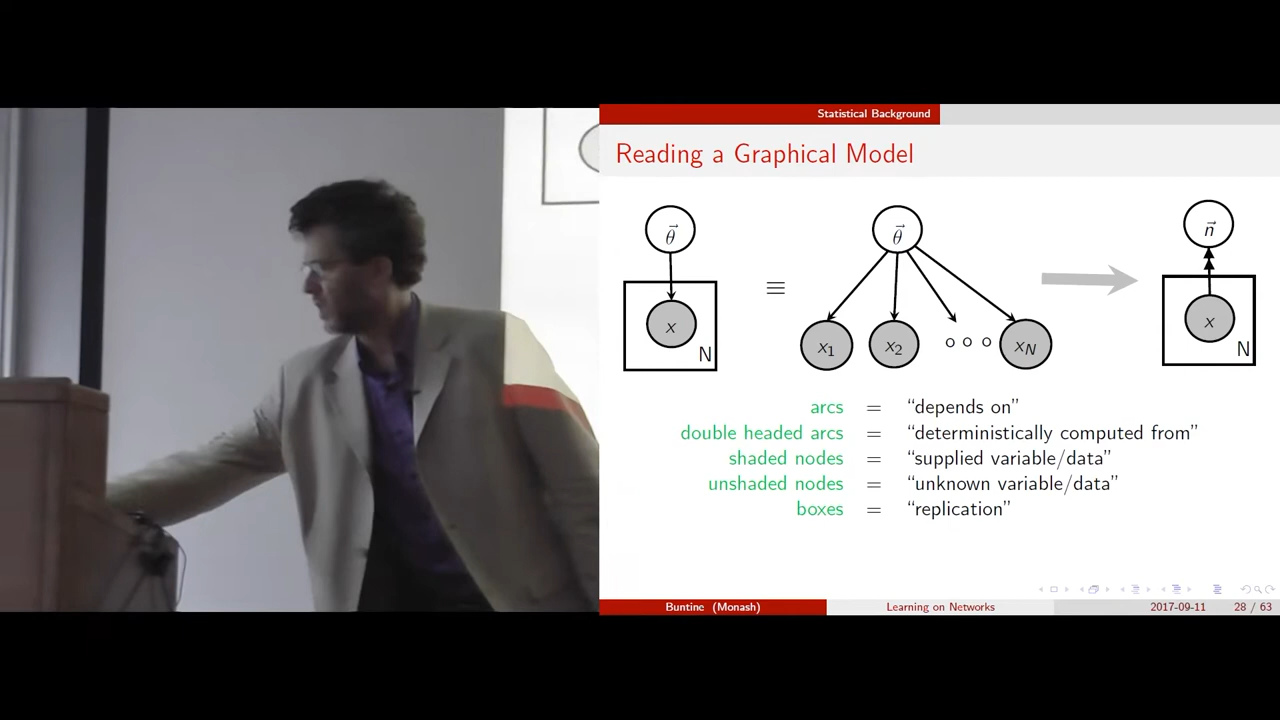 Statistical Background
Reading a Graphical Model
θ⃗
x
N
≡
θ⃗
x₁ x₂ xN
n⃗
x
N
arcs = “depends on”
double headed arcs = “deterministically computed from”
shaded nodes = “supplied variable/data”
unshaded nodes = “unknown variable/data”
boxes = “replication”
Buntine (Monash) Learning on Networks 2017-09-11 28 / 63